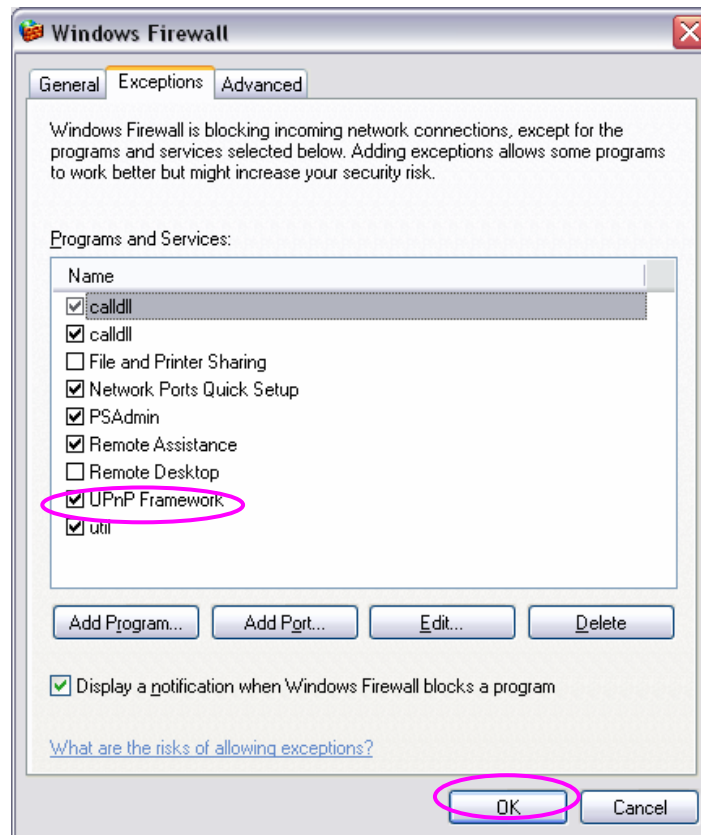 Windows Firewall
General Exceptions Advanced
Windows Firewall is blocking incoming network connections, except for the
programs and services selected below. Adding exceptions allows some programs
to work better but might increase your security risk.
Programs and Services:
Name
calldll
calldll
File and Printer Sharing
Network Ports Quick Setup
PSAdmin
Remote Assistance
Remote Desktop
UPnP Framework
util
Add Program... Add Port... Edit... Delete
Display a notification when Windows Firewall blocks a program
What are the risks of allowing exceptions?
OK Cancel